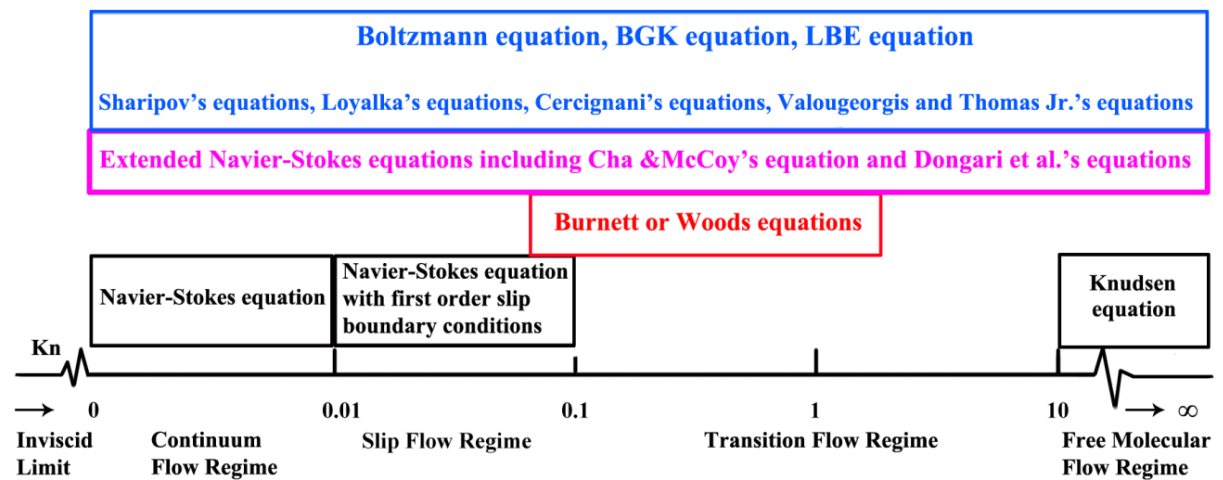 Boltzmann equation, BGK equation, LBE equation
Sharipov's equations, Loyalka's equations, Cercignani's equations, Valougeorgis and Thomas Jr.'s equations
Extended Navier-Stokes equations including Cha &McCoy's equation and Dongari et al.'s equations
Burnett or Woods equations
Navier-Stokes equation
Navier-Stokes equation
with first order slip
boundary conditions
Knudsen
equation
Kn
→ 0 0.01 0.1 1 10 → ∞
Inviscid
Limit
Continuum
Flow Regime
Slip Flow Regime
Transition Flow Regime
Free Molecular
Flow Regime